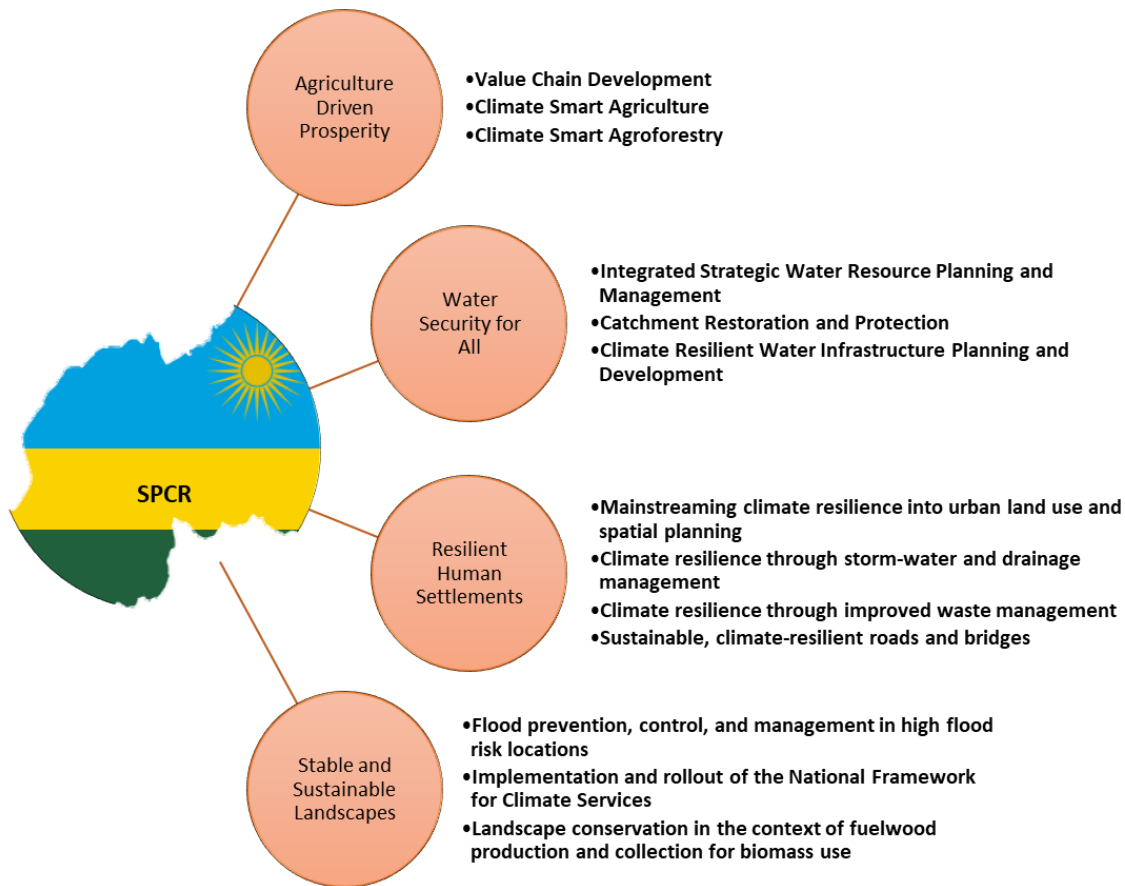 Agriculture
Driven
Prosperity
•Value Chain Development
•Climate Smart Agriculture
•Climate Smart Agroforestry
Water
Security for
All
•Integrated Strategic Water Resource Planning and
Management
•Catchment Restoration and Protection
•Climate Resilient Water Infrastructure Planning and
Development
SPCR
Resilient
Human
Settlements
•Mainstreaming climate resilience into urban land use and
spatial planning
•Climate resilience through storm-water and drainage
management
•Climate resilience through improved waste management
•Sustainable, climate-resilient roads and bridges
Stable and
Sustainable
Landscapes
•Flood prevention, control, and management in high flood
risk locations
•Implementation and rollout of the National Framework
for Climate Services
•Landscape conservation in the context of fuelwood
production and collection for biomass use